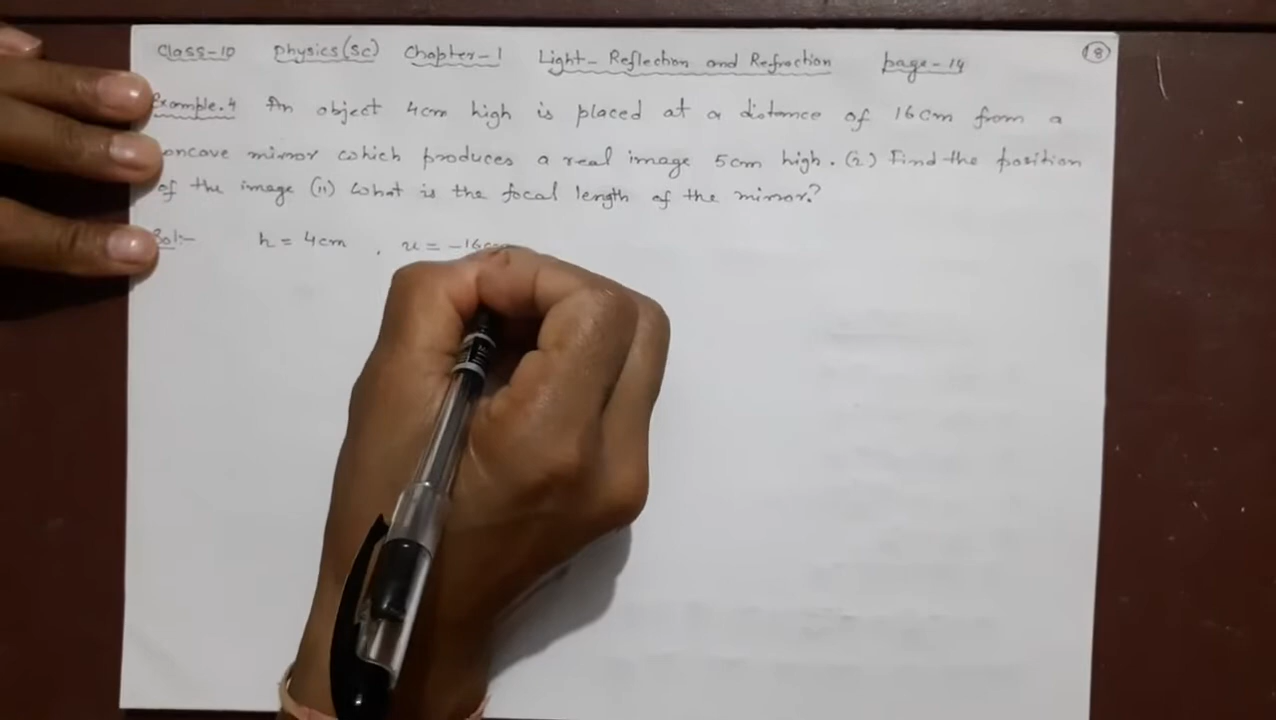 Class-10 Physics(SC) Chapter-1 Light-Reflection and Refraction page-14 18
Example.4 An object 4cm high is placed at a distance of 16cm from a
concave mirror which produces a real image 5cm high. (i) Find the position
of the image (ii) What is the focal length of the mirror?
Sol:- h = 4cm , u = -16cm